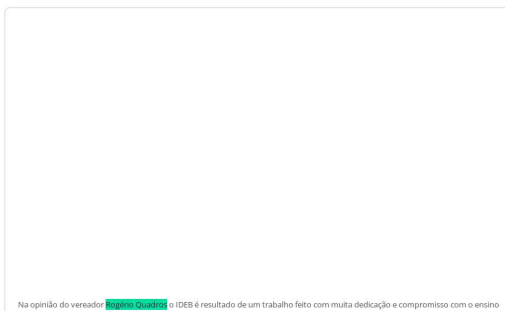 Na opinião do vereador Rogério Quadros o IDEB é resultado de um trabalho feito com muita dedicação e compromisso com o ensino